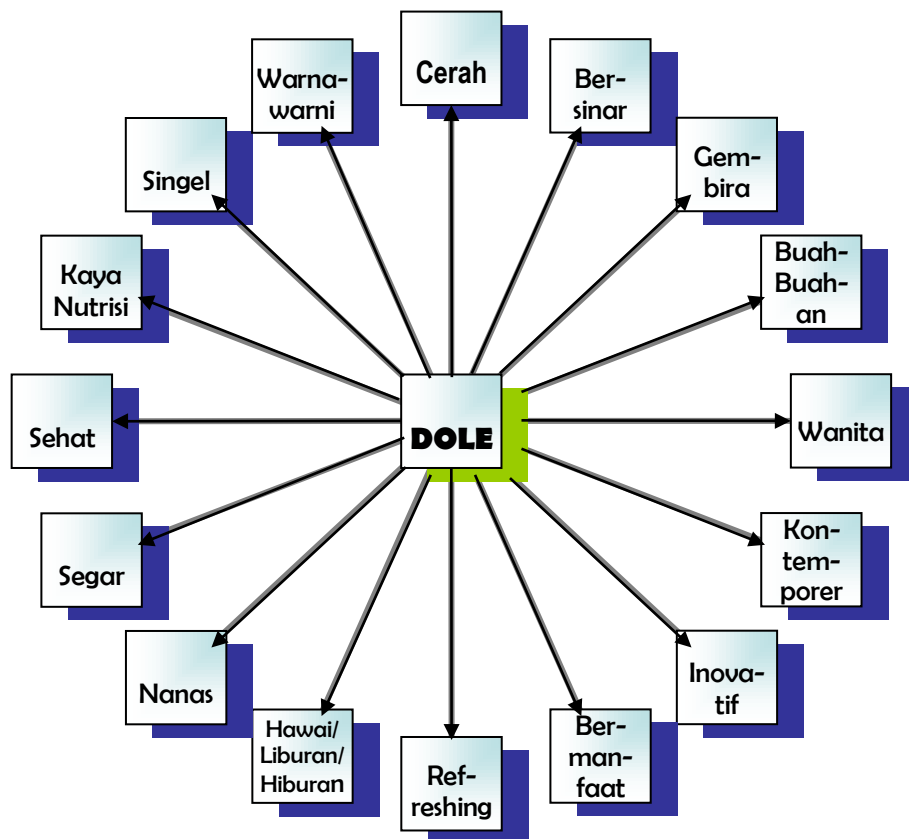 Cerah
Warna-
warni
Ber-
sinar
Singel
Gem-
bira
Kaya
Nutrisi
Buah-
Buah-
an
Sehat
DOLE
Wanita
Segar
Kon-
tem-
porer
Nanas
Inova-
tif
Hawai/
Liburan/
Hiburan
Ref-
reshing
Ber-
man-
faat